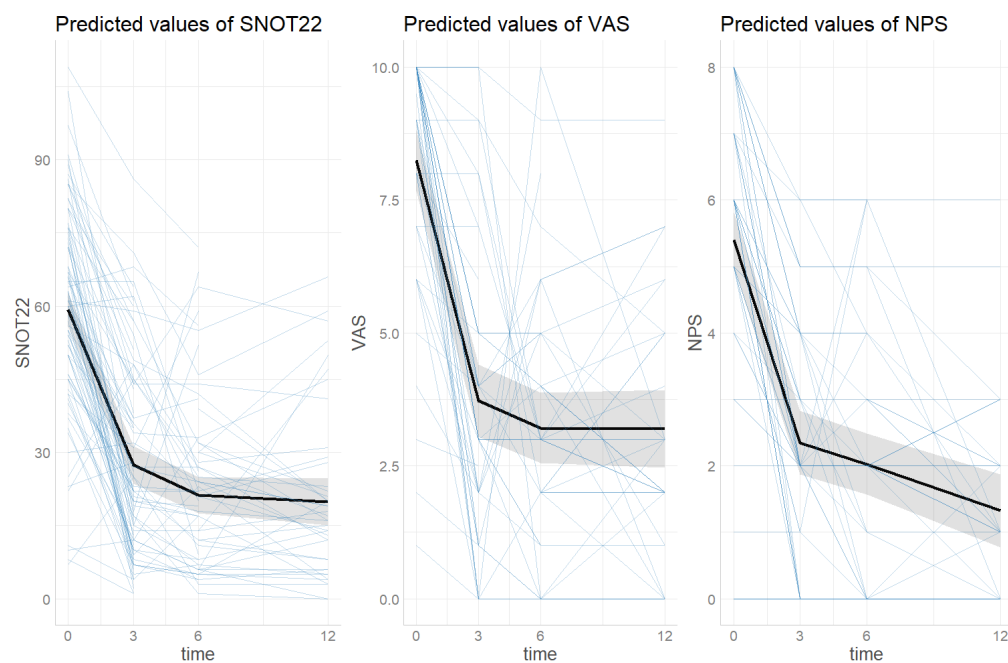 Predicted values of SNOT22
SNOT22
90
60
30
0
0 3 6 12
time
Predicted values of VAS
VAS
10.0
7.5
5.0
2.5
0.0
0 3 6 12
time
Predicted values of NPS
NPS
8
6
4
2
0
0 3 6 12
time